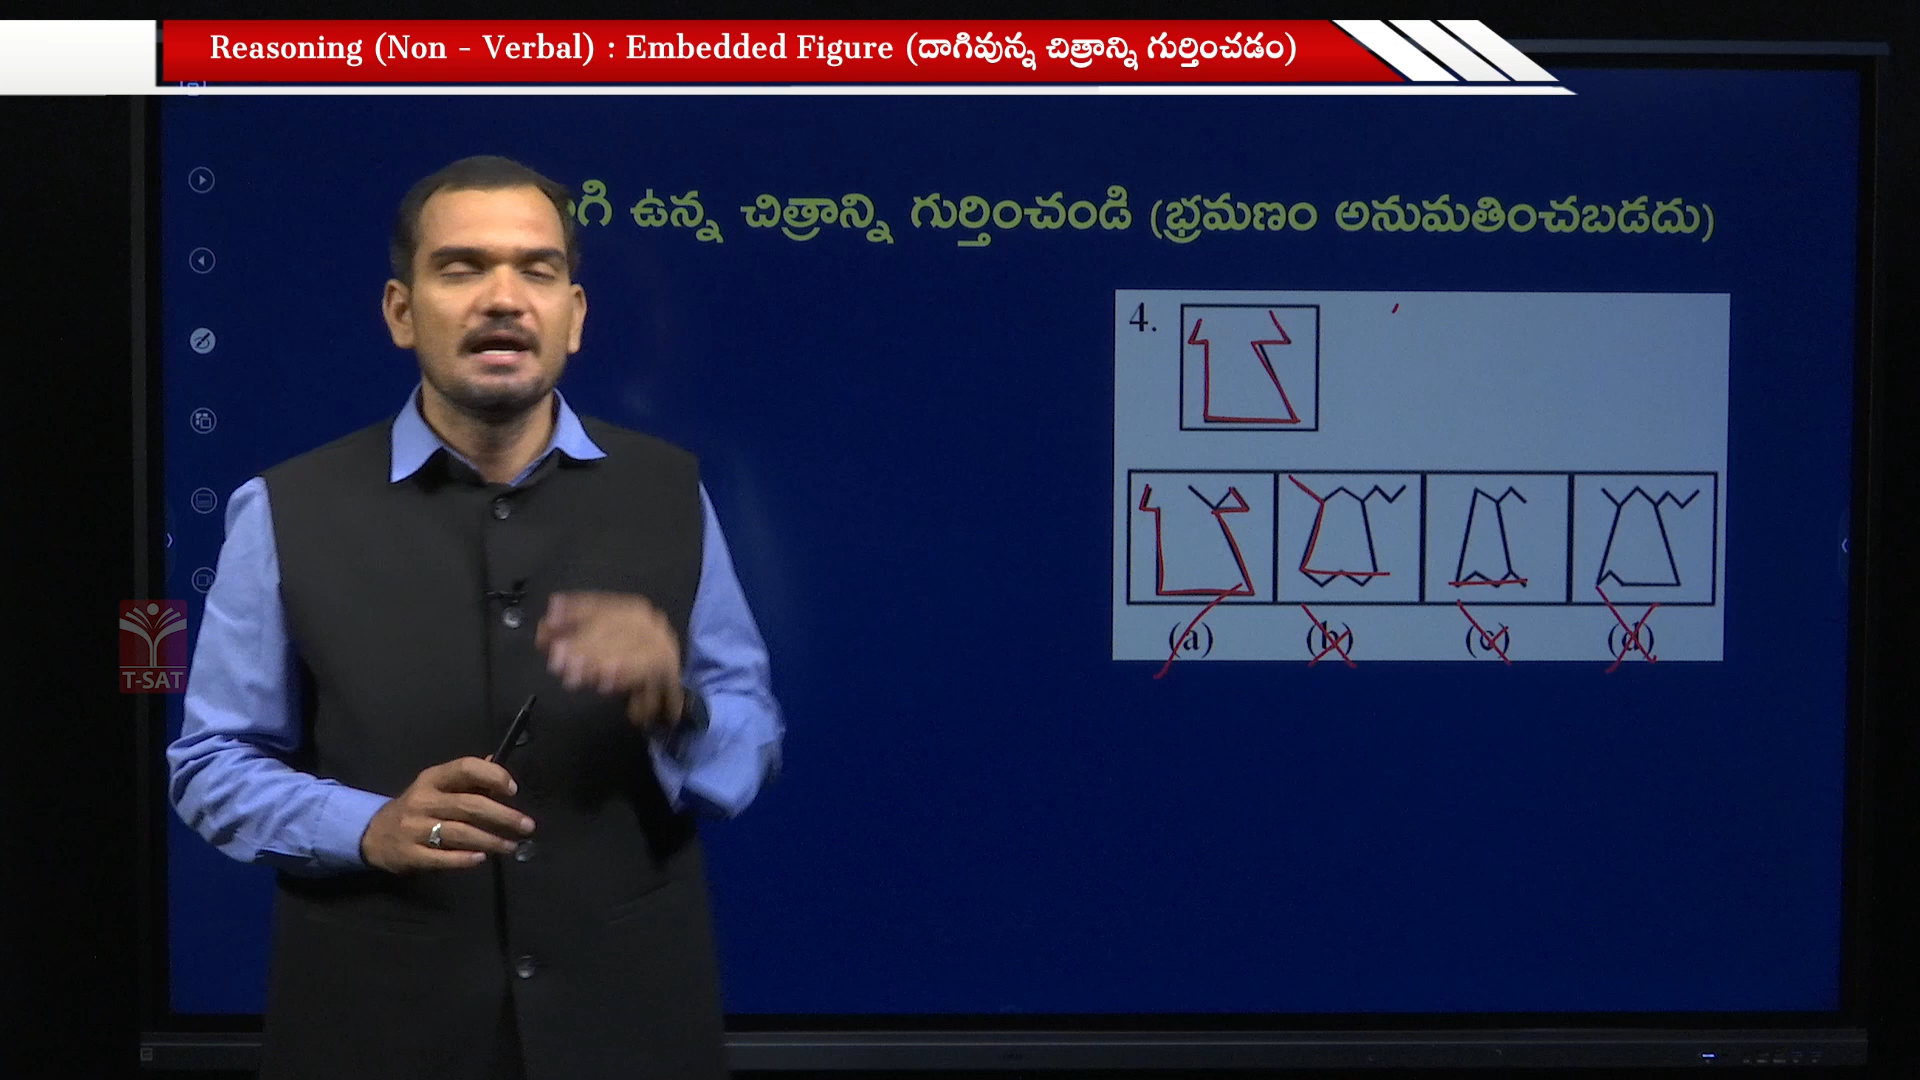 Reasoning (Non - Verbal) : Embedded Figure (దాగివున్న చిత్రాన్ని గుర్తించడం)
ఉన్న చిత్రాన్ని గుర్తించండి (భ్రమణం అనుమతించబడదు)
4.
(a) (b) (c) (d)
T-SAT